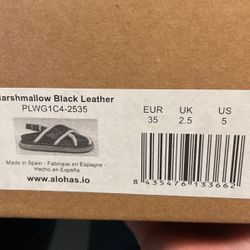 arshmallow Black Leather
PLWG1C4-2535
EUR UK US
35 2.5 5
Made in Spain - Fabrique en Espagne -
Hecho en España
www.alohas.io
8 435476 133662